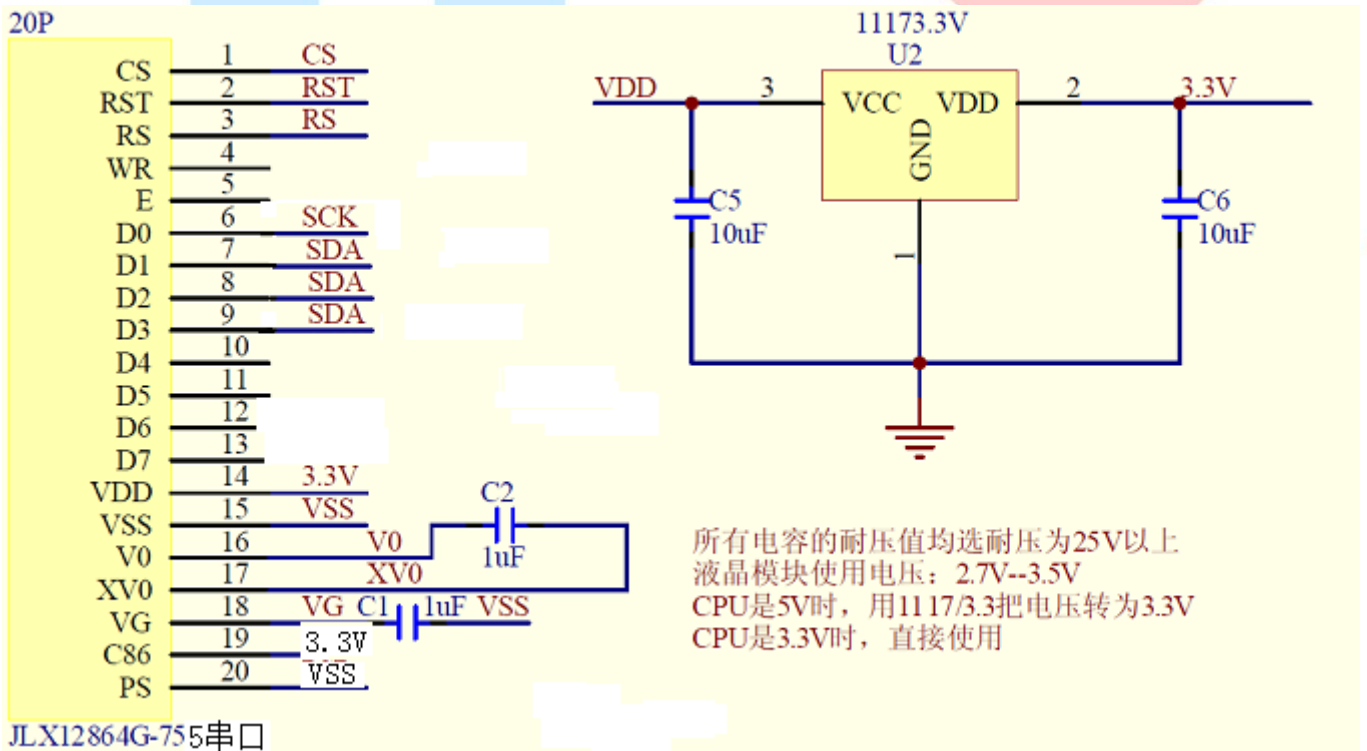 20P
CS 1 CS
RST 2 RST
RS 3 RS
WR 4
E 5
D0 6 SCK
D1 7 SDA
D2 8 SDA
D3 9 SDA
D4 10
D5 11
D6 12
D7 13
VDD 14 3.3V
VSS 15 VSS
V0 16 V0
XV0 17 XV0
VG 18 VG C1 1uF VSS
C86 19 3.3V
PS 20 VSS
C2
1uF
JLX12864G-755串口
11173.3V
U2
VDD 3 VCC VDD 2 3.3V
GND
1
C5
10uF
C6
10uF
所有电容的耐压值均选耐压为25V以上
液晶模块使用电压：2.7V--3.5V
CPU是5V时，用1117/3.3把电压转为3.3V
CPU是3.3V时，直接使用